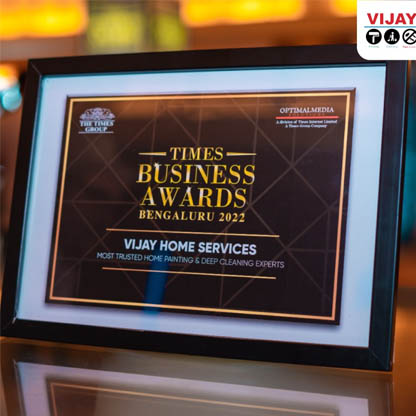 VIJAY
THE TIMES
GROUP
OPTIMALMEDIA
A division of Times Internet Limited
A Times Group Company
TIMES
BUSINESS
AWARDS
BENGALURU 2022
VIJAY HOME SERVICES
MOST TRUSTED HOME PAINTING & DEEP CLEANING EXPERTS